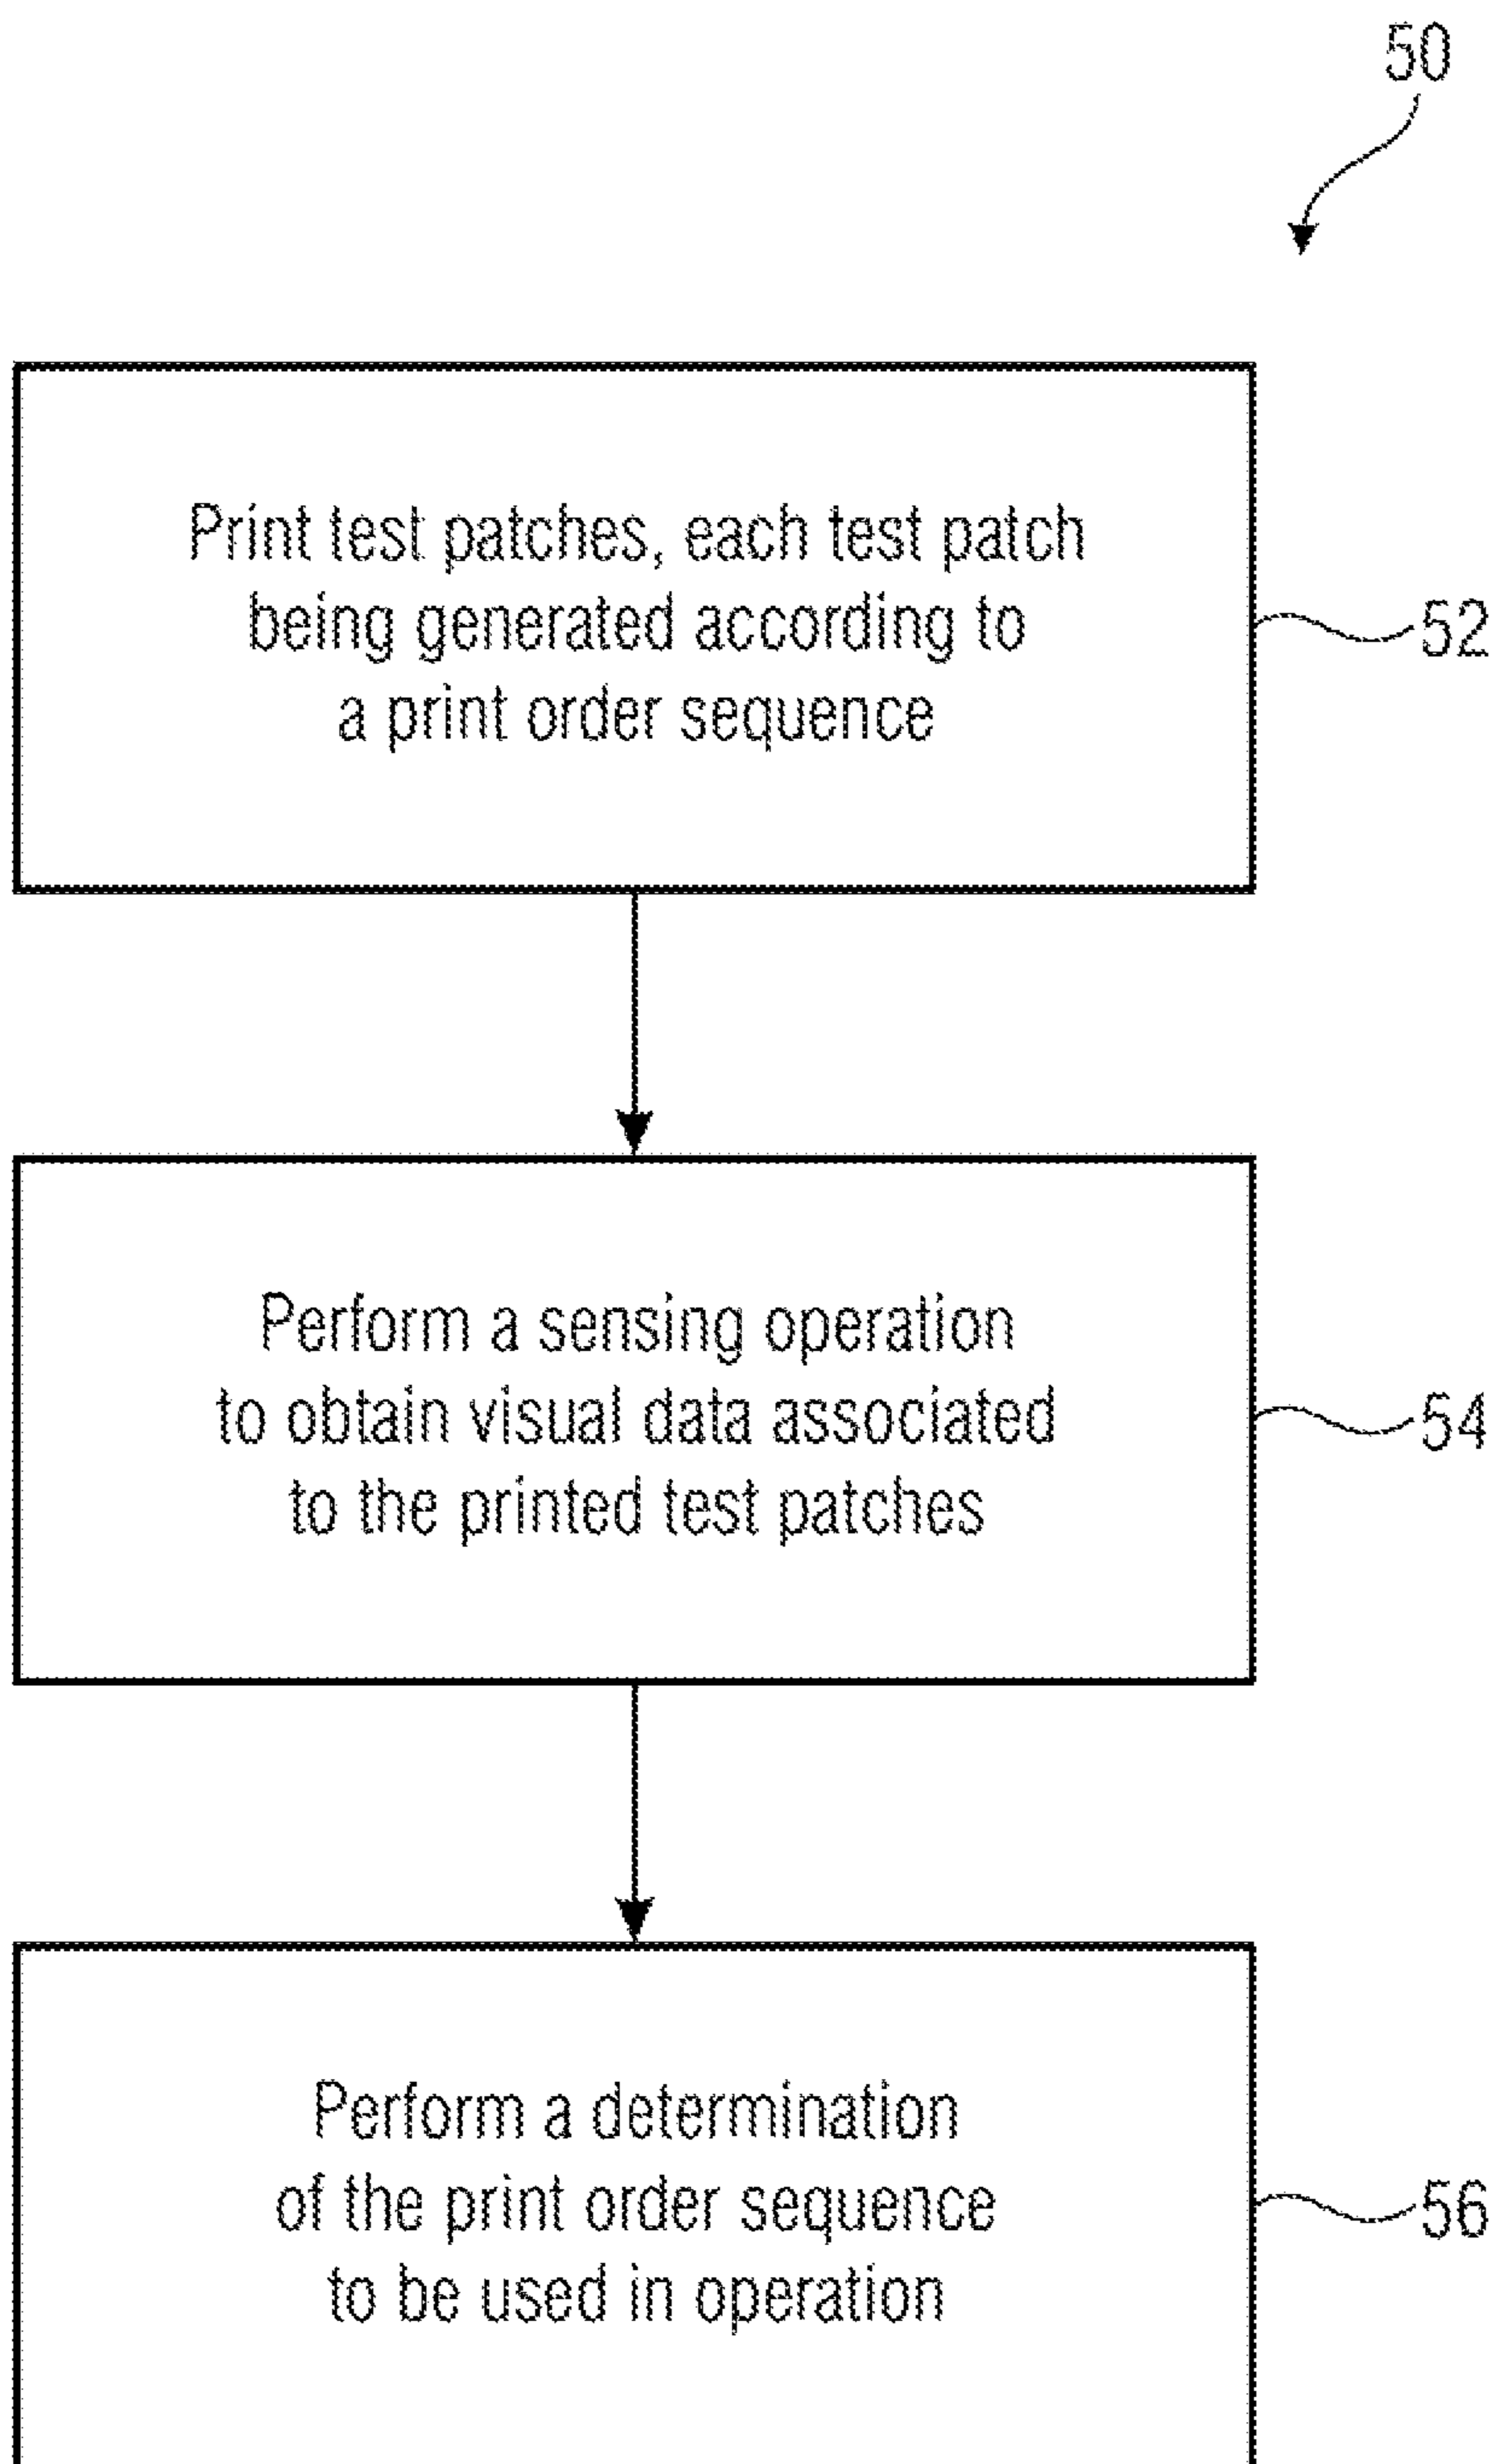 50
Print test patches, each test patch
being generated according to
a print order sequence
52
Perform a sensing operation
to obtain visual data associated
to the printed test patches
54
Perform a determination
of the print order sequence
to be used in operation
56